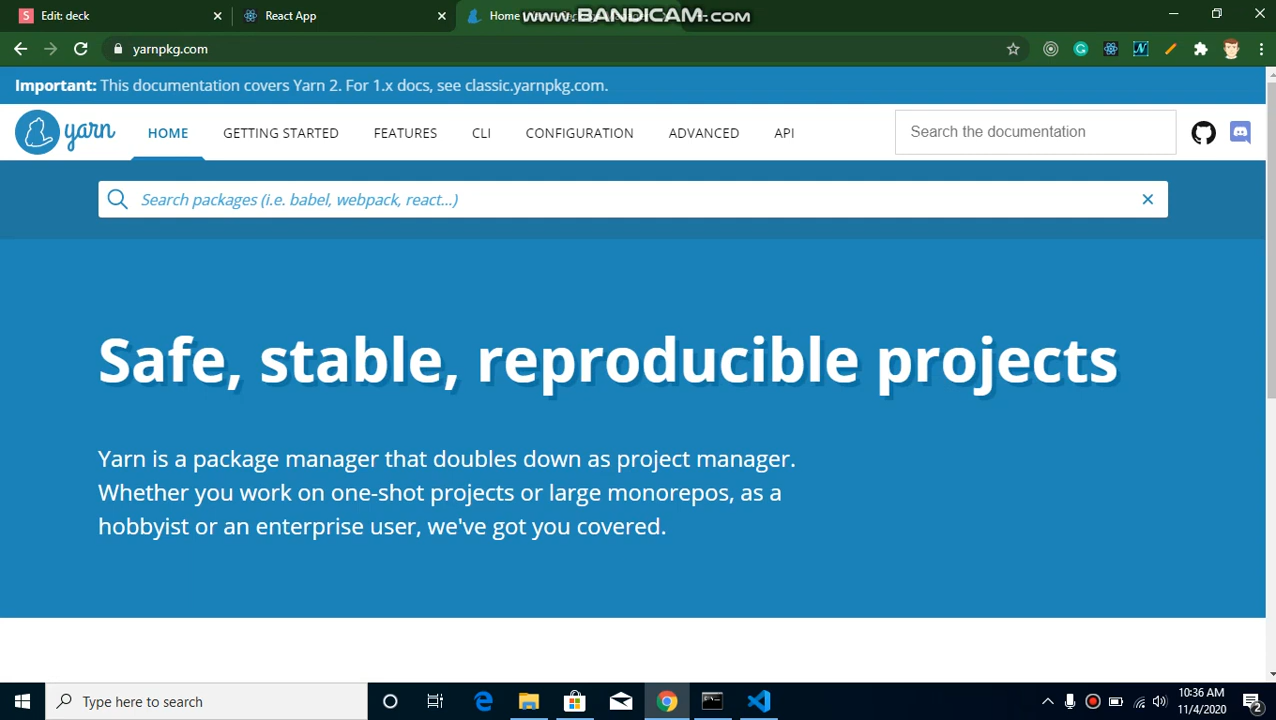 Edit: deck
React App
Home
WWW.BANDICAM.COM
yarnpkg.com
Important: This documentation covers Yarn 2. For 1.x docs, see classic.yarnpkg.com.
yarn
HOME
GETTING STARTED
FEATURES
CLI
CONFIGURATION
ADVANCED
API
Search the documentation
Search packages (i.e. babel, webpack, react...)
Safe, stable, reproducible projects
Yarn is a package manager that doubles down as project manager.
Whether you work on one-shot projects or large monorepos, as a
hobbyist or an enterprise user, we've got you covered.
Type here to search
10:36 AM
11/4/2020
2